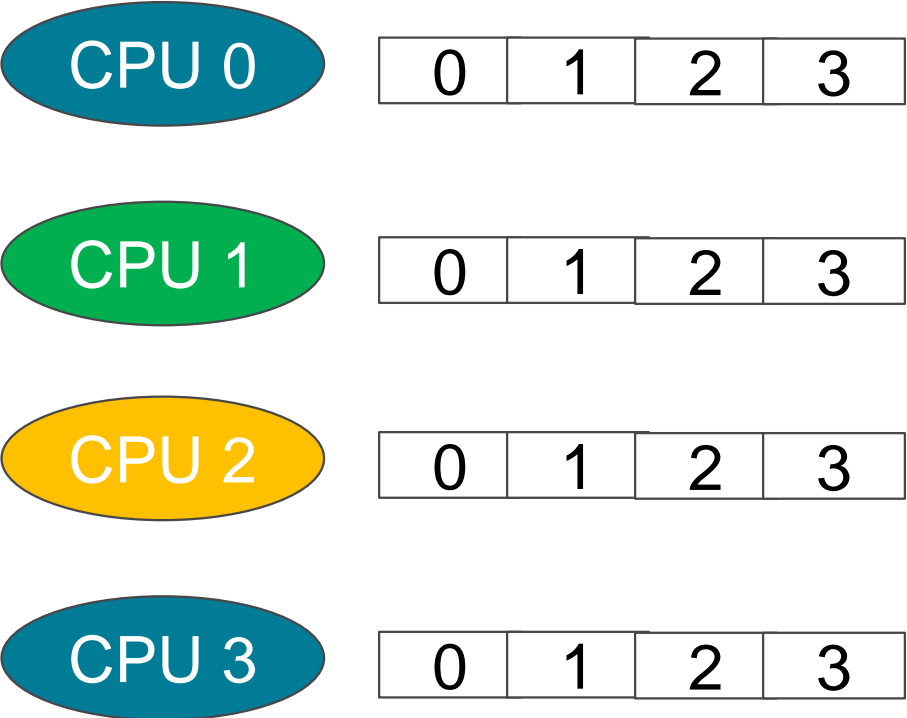 CPU 0 0 1 2 3
CPU 1 0 1 2 3
CPU 2 0 1 2 3
CPU 3 0 1 2 3